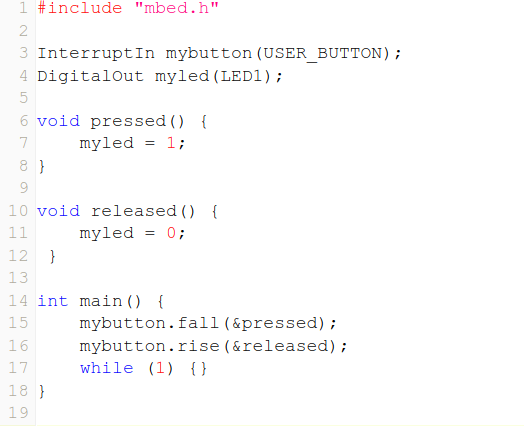 1 #include "mbed.h"
2
3 InterruptIn mybutton(USER_BUTTON);
4 DigitalOut myled(LED1);
5
6 void pressed() {
7     myled = 1;
8 }
9
10 void released() {
11     myled = 0;
12  }
13
14 int main() {
15     mybutton.fall(&pressed);
16     mybutton.rise(&released);
17     while (1) {}
18 }
19